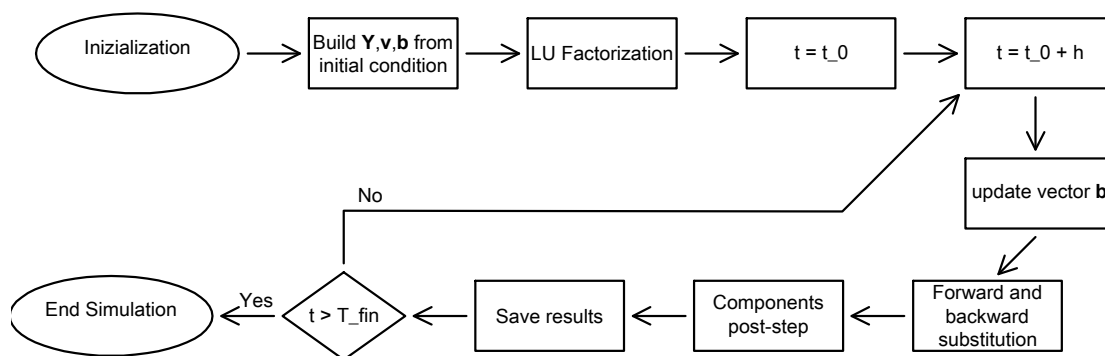 Inizialization
Build Y,v,b from
initial condition
LU Factorization
t = t_0
t = t_0 + h
update vector b
No
Forward and
backward
substitution
Components
post-step
Save results
t > T_fin
Yes
End Simulation